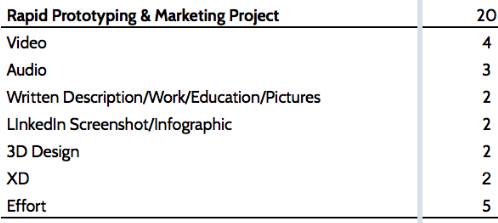 Rapid Prototyping & Marketing Project 20
Video 4
Audio 3
Written Description/Work/Education/Pictures 2
LInkedIn Screenshot/Infographic 2
3D Design 2
XD 2
Effort 5